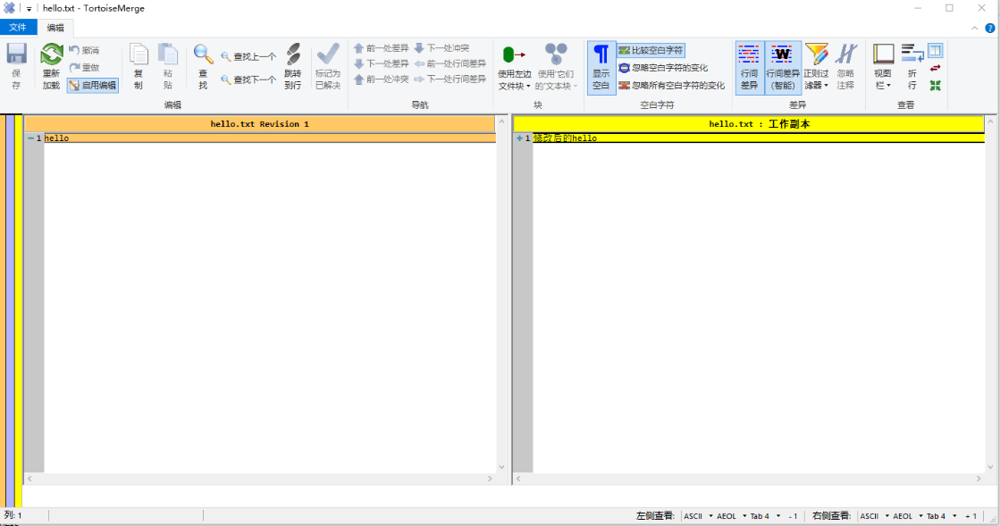 hello.txt - TortoiseMerge
文件 编辑
保存
重新加载
撤消
重做
启用编辑
复制
粘贴
查找
查找上一个
查找下一个
跳转到行
标记为已解决
前一处差异 下一处冲突
下一处差异 前一处行间差异
前一处冲突 下一处行间差异
使用左边文件块
使用'它们的'文本块
显示空白
比较空白字符
忽略空白字符的变化
忽略所有空白字符的变化
行间差异
行间差异(智能)
正则过滤器
忽略注释
视图栏
折行
编辑 导航 块 空白字符 差异 查看
hello.txt Revision 1
hello.txt : 工作副本
1 hello
1 修改后的hello
列: 1
左侧查看: ASCII AEOL Tab 4 - 1 右侧查看: ASCII AEOL Tab 4 + 1